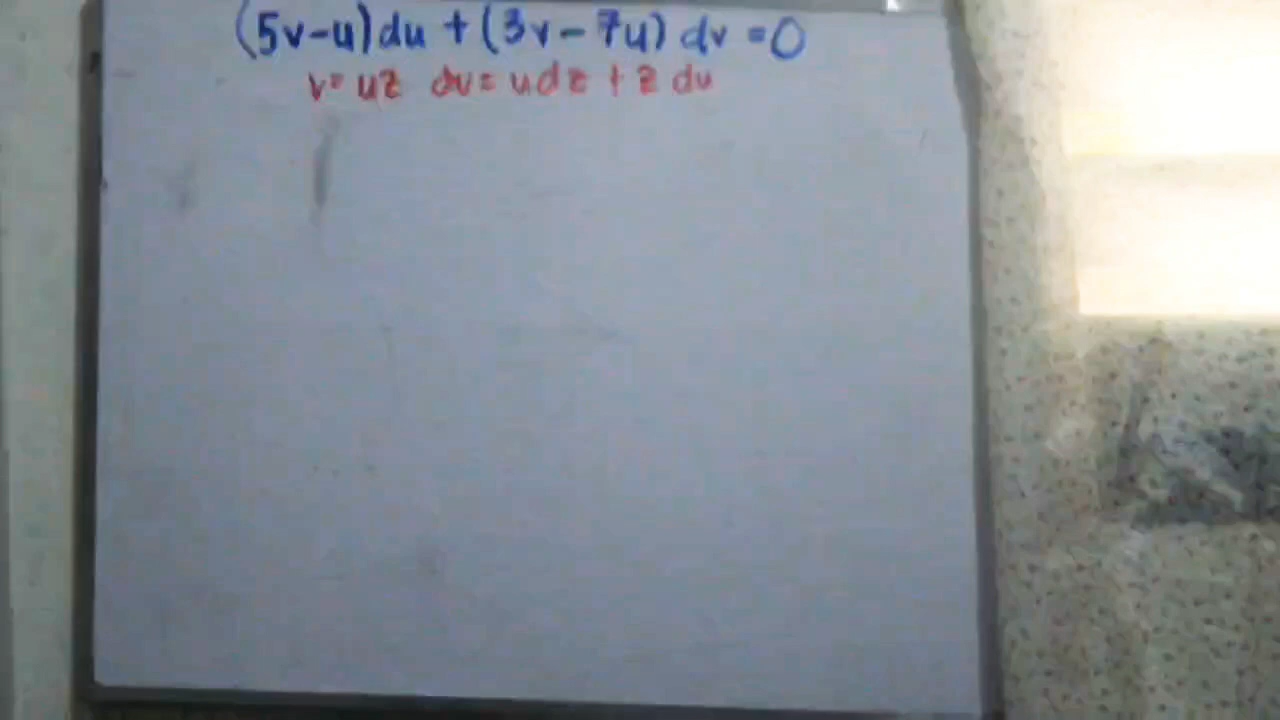 (5v-u)du + (3v - 7u) dv = 0
v= uz dv= udz + z du